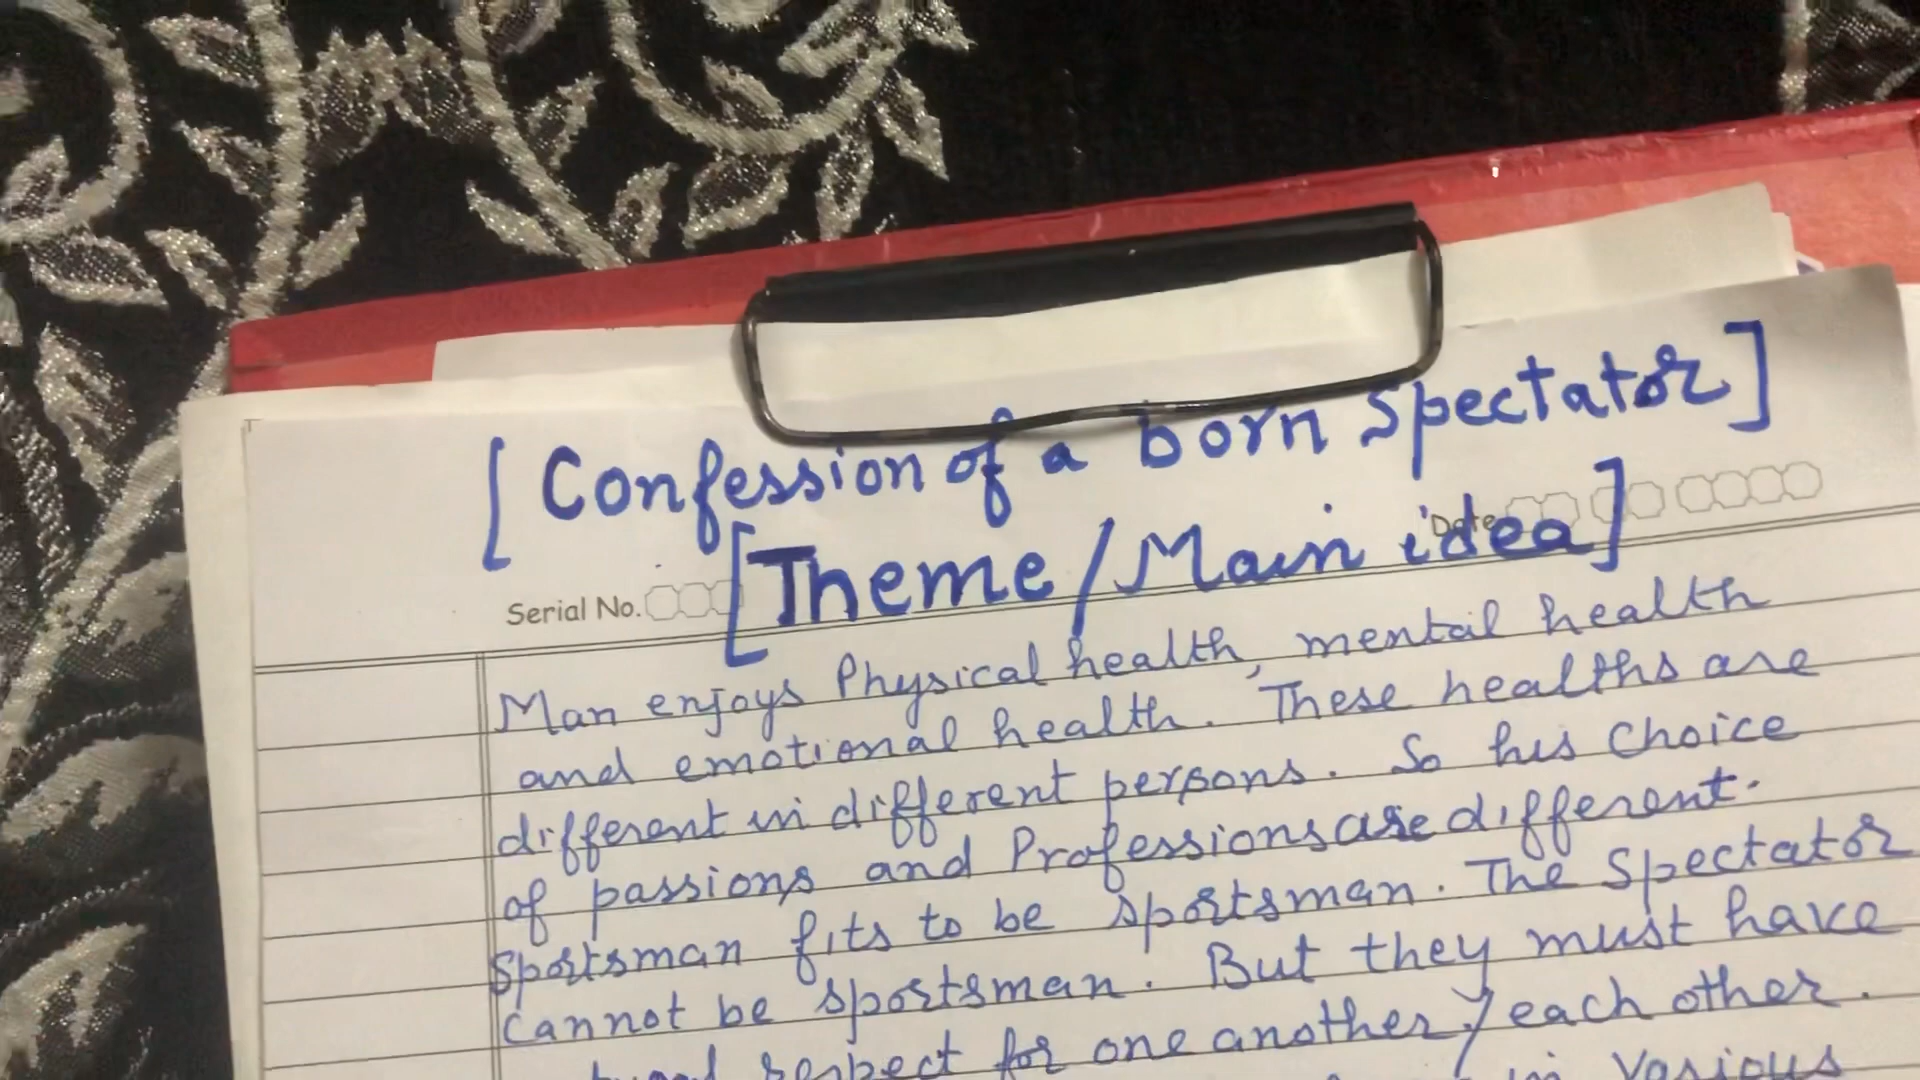 [Confession of a born Spectator]
Date
[Theme/Main idea]
Serial No.
Man enjoys Physical health, mental health
and emotional health. These healths are
different in different persons. So his Choice
of passions and Professions are different.
Sportsman fits to be sportsman. The Spectator
cannot be sportsman. But they must have
respect for one another/each other.
in various